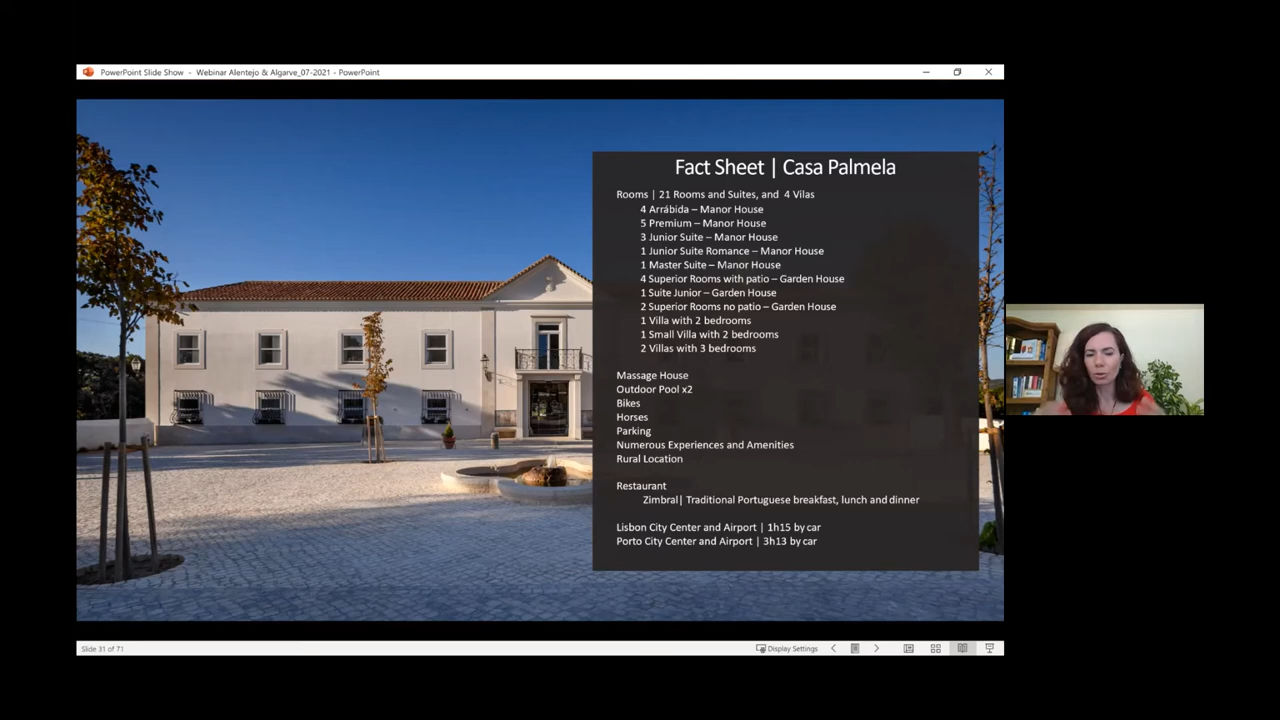 PowerPoint Slide Show - Webinar Alentejo & Algarve_07-2021 - PowerPoint
Fact Sheet | Casa Palmela
Rooms | 21 Rooms and Suites, and 4 Vilas
4 Arrábida – Manor House
5 Premium – Manor House
3 Junior Suite – Manor House
1 Junior Suite Romance – Manor House
1 Master Suite – Manor House
4 Superior Rooms with patio – Garden House
1 Suite Junior – Garden House
2 Superior Rooms no patio – Garden House
1 Villa with 2 bedrooms
1 Small Villa with 2 bedrooms
2 Villas with 3 bedrooms
Massage House
Outdoor Pool x2
Bikes
Horses
Parking
Numerous Experiences and Amenities
Rural Location
Restaurant
Zimbral| Traditional Portuguese breakfast, lunch and dinner
Lisbon City Center and Airport | 1h15 by car
Porto City Center and Airport | 3h13 by car
Slide 31 of 71
Display Settings